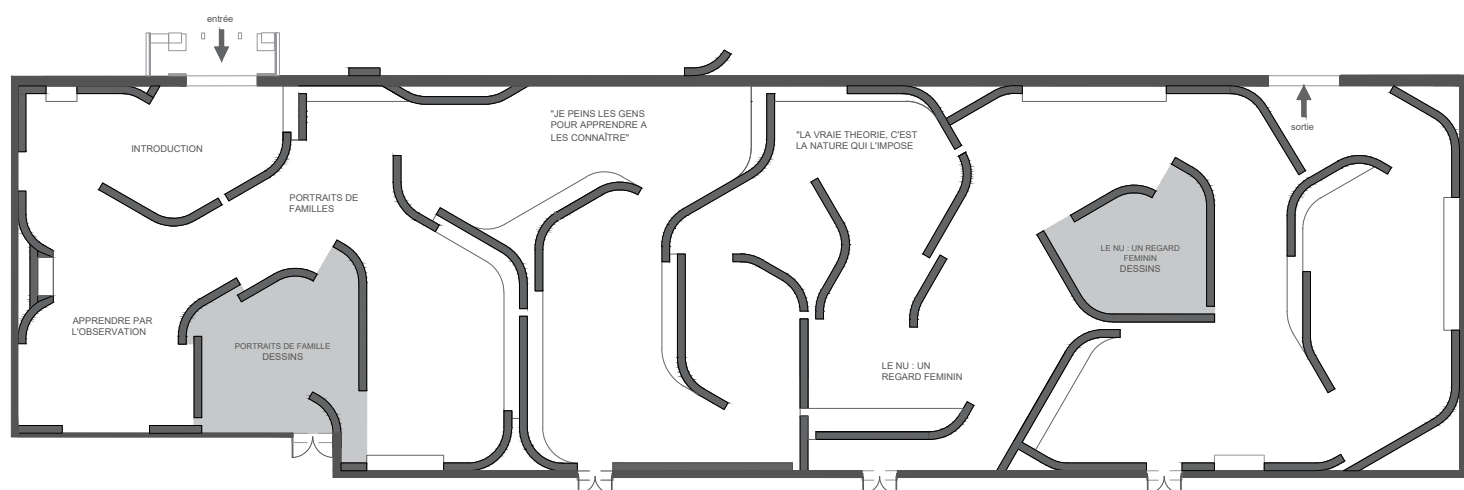 entrée
INTRODUCTION
"JE PEINS LES GENS
POUR APPRENDRE A
LES CONNAÎTRE"
"LA VRAIE THEORIE, C'EST
LA NATURE QUI L'IMPOSE
sortie
PORTRAITS DE
FAMILLES
LE NU : UN REGARD
FEMININ
DESSINS
APPRENDRE PAR
L'OBSERVATION
PORTRAITS DE FAMILLE
DESSINS
LE NU : UN
REGARD FEMININ